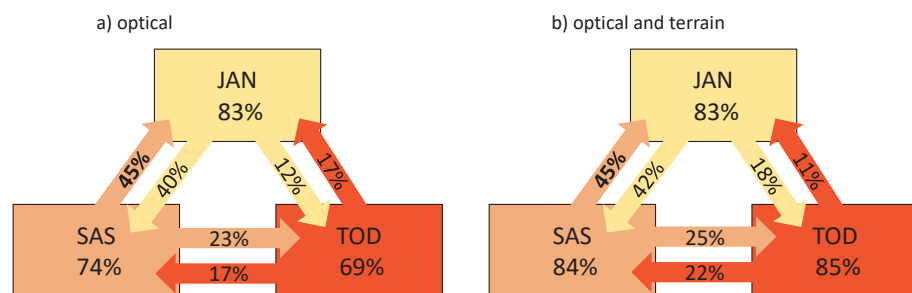 a) optical
JAN
83%
45%
40%
12%
17%
SAS
74%
23%
17%
TOD
69%
b) optical and terrain
JAN
83%
45%
42%
18%
11%
SAS
84%
25%
22%
TOD
85%